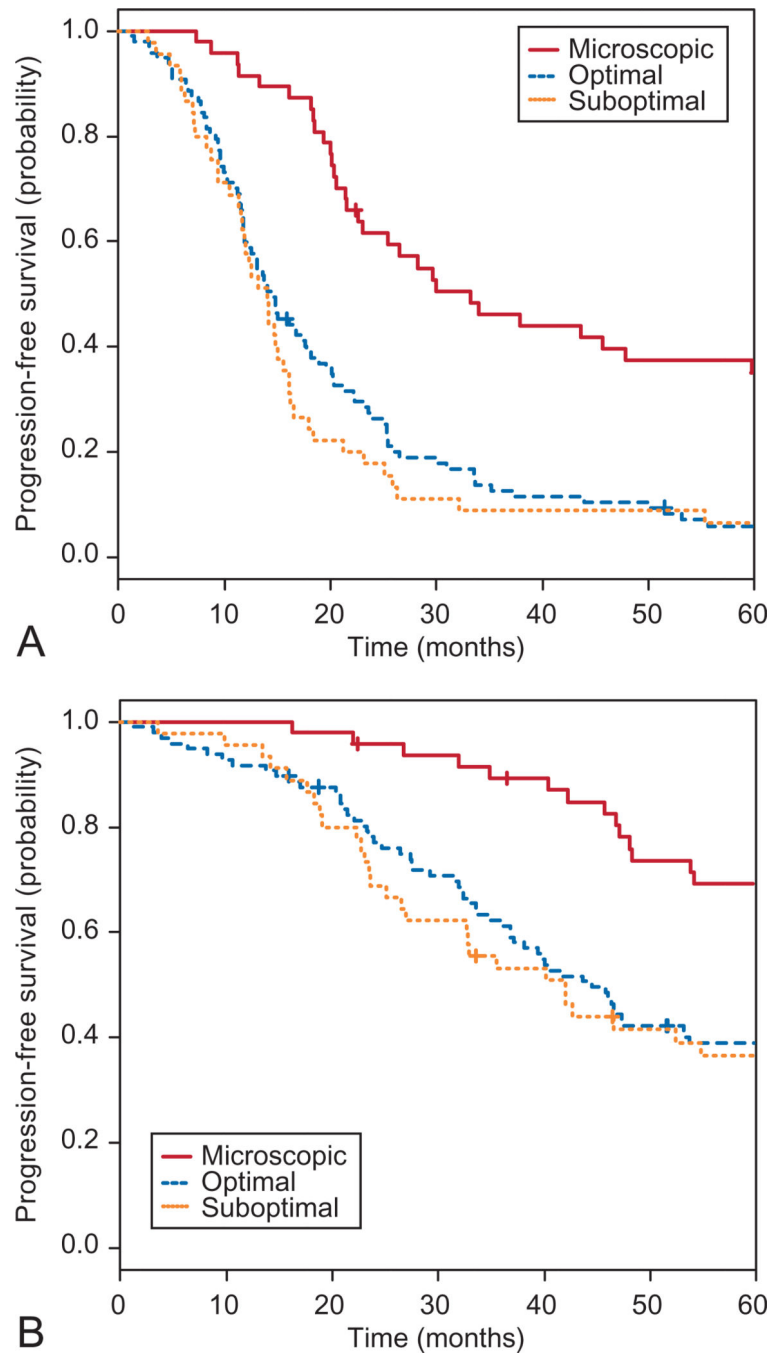 Progression-free survival (probability)
1.0
0.8
0.6
0.4
0.2
0.0
Microscopic
Optimal
Suboptimal
0 10 20 30 40 50 60
Time (months)
A
Progression-free survival (probability)
1.0
0.8
0.6
0.4
0.2
0.0
Microscopic
Optimal
Suboptimal
0 10 20 30 40 50 60
Time (months)
B